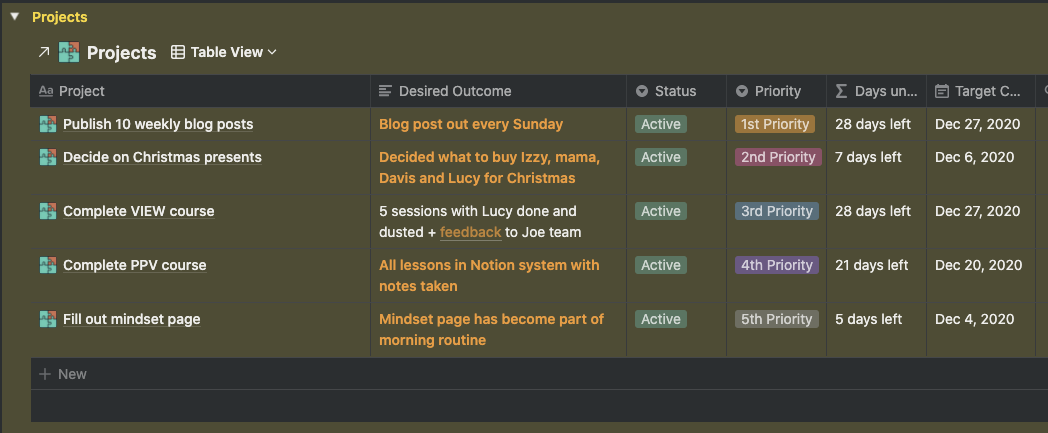 Projects
Projects Table View
Aa Project Desired Outcome Status Priority Σ Days un... Target C...
Publish 10 weekly blog posts Blog post out every Sunday Active 1st Priority 28 days left Dec 27, 2020
Decide on Christmas presents Decided what to buy Izzy, mama, Active 2nd Priority 7 days left Dec 6, 2020
Davis and Lucy for Christmas
Complete VIEW course 5 sessions with Lucy done and Active 3rd Priority 28 days left Dec 27, 2020
dusted + feedback to Joe team
Complete PPV course All lessons in Notion system with Active 4th Priority 21 days left Dec 20, 2020
notes taken
Fill out mindset page Mindset page has become part of Active 5th Priority 5 days left Dec 4, 2020
morning routine
+ New